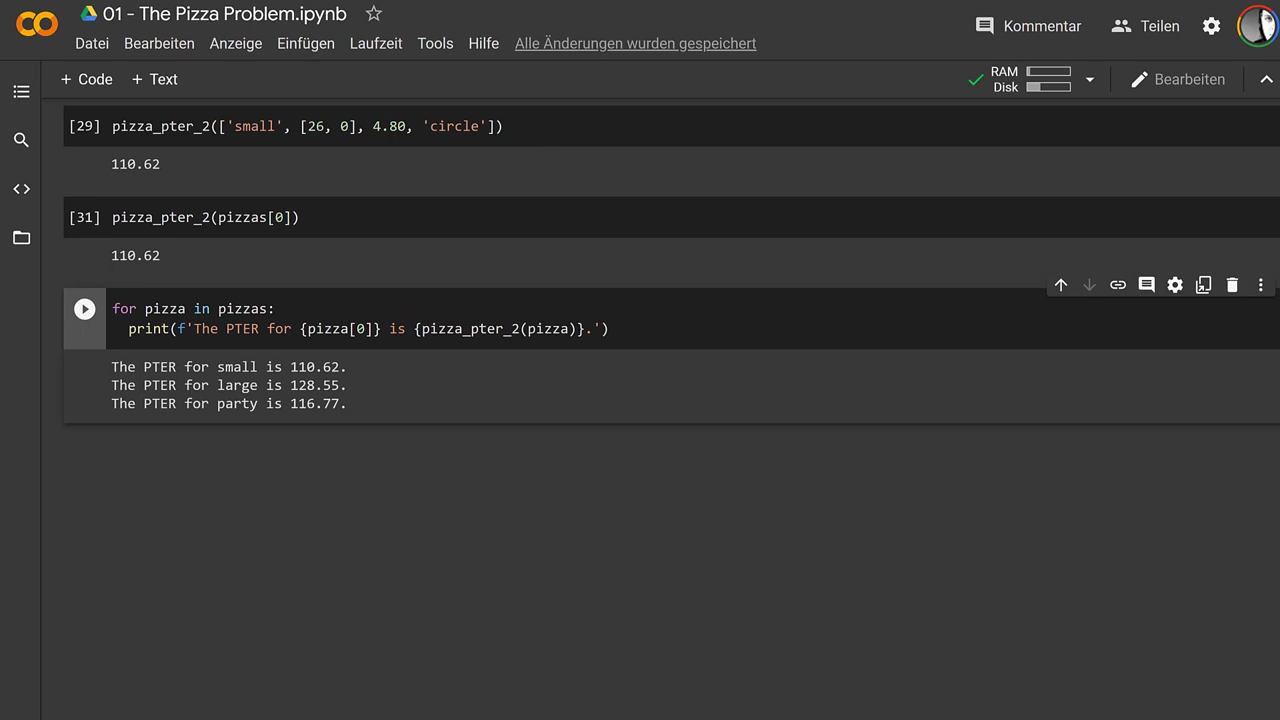 01 - The Pizza Problem.ipynb
Kommentar
Teilen
Datei Bearbeiten Anzeige Einfügen Laufzeit Tools Hilfe Alle Änderungen wurden gespeichert
+ Code + Text
RAM
Disk
Bearbeiten
[29] pizza_pter_2(['small', [26, 0], 4.80, 'circle'])
110.62
[31] pizza_pter_2(pizzas[0])
110.62
for pizza in pizzas:
print(f'The PTER for {pizza[0]} is {pizza_pter_2(pizza)}.')
The PTER for small is 110.62.
The PTER for large is 128.55.
The PTER for party is 116.77.